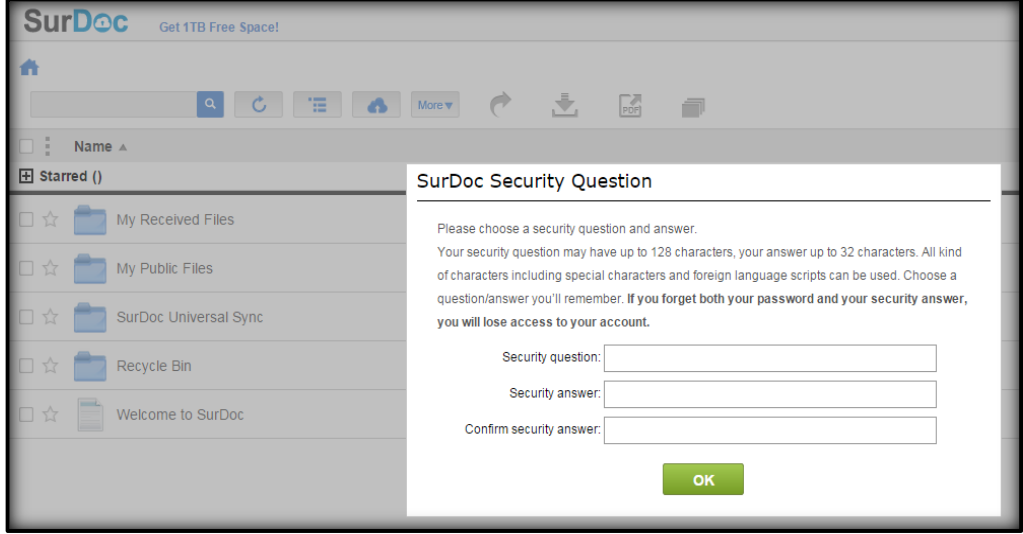 SurDoc Get 1TB Free Space!
More ▾
PDF
Name ▲
Starred ()
My Received Files
My Public Files
SurDoc Universal Sync
Recycle Bin
Welcome to SurDoc
SurDoc Security Question
Please choose a security question and answer.
Your security question may have up to 128 characters, your answer up to 32 characters. All kind
of characters including special characters and foreign language scripts can be used. Choose a
question/answer you'll remember. If you forget both your password and your security answer,
you will lose access to your account.
Security question:
Security answer:
Confirm security answer:
OK